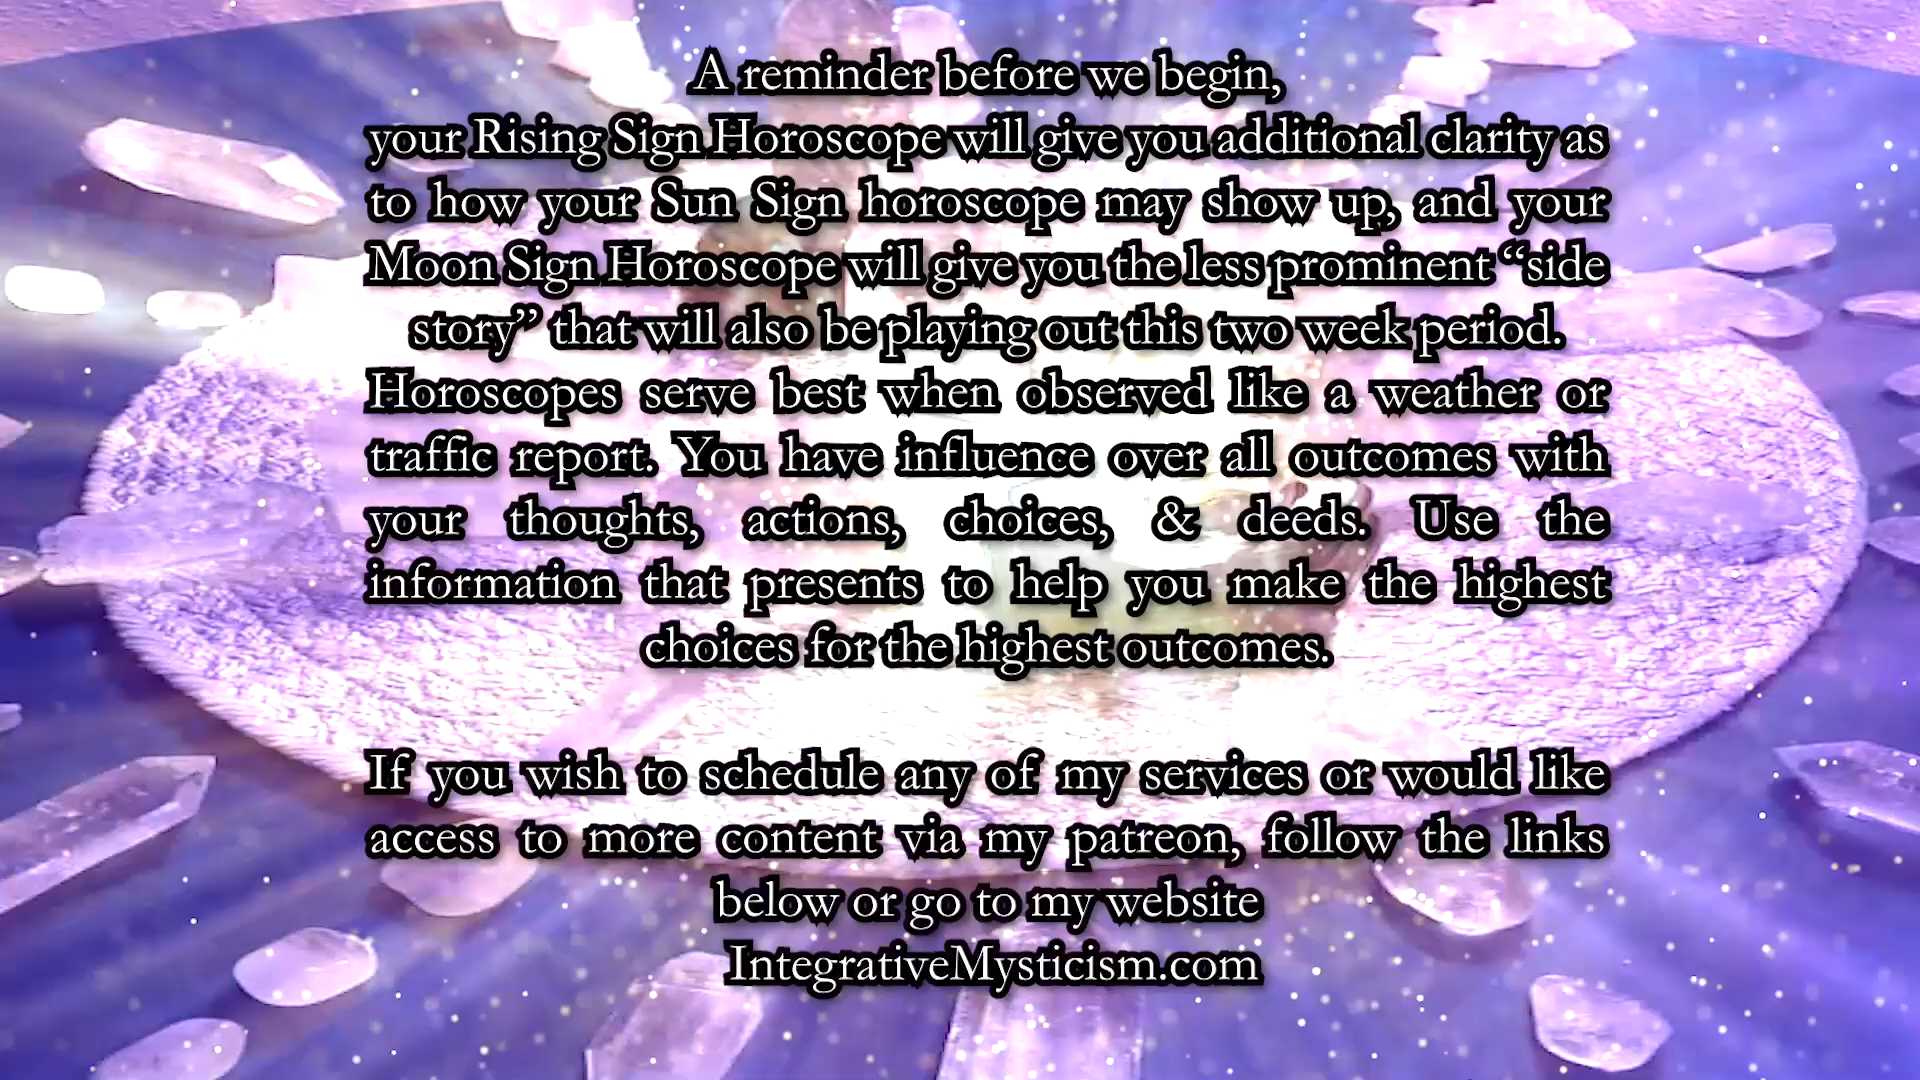 A reminder before we begin,
your Rising Sign Horoscope will give you additional clarity as
to how your Sun Sign horoscope may show up, and your
Moon Sign Horoscope will give you the less prominent “side
story” that will also be playing out this two week period.
Horoscopes serve best when observed like a weather or
traffic report. You have influence over all outcomes with
your thoughts, actions, choices, & deeds. Use the
information that presents to help you make the highest
choices for the highest outcomes.
If you wish to schedule any of my services or would like
access to more content via my patreon, follow the links
below or go to my website
IntegrativeMysticism.com